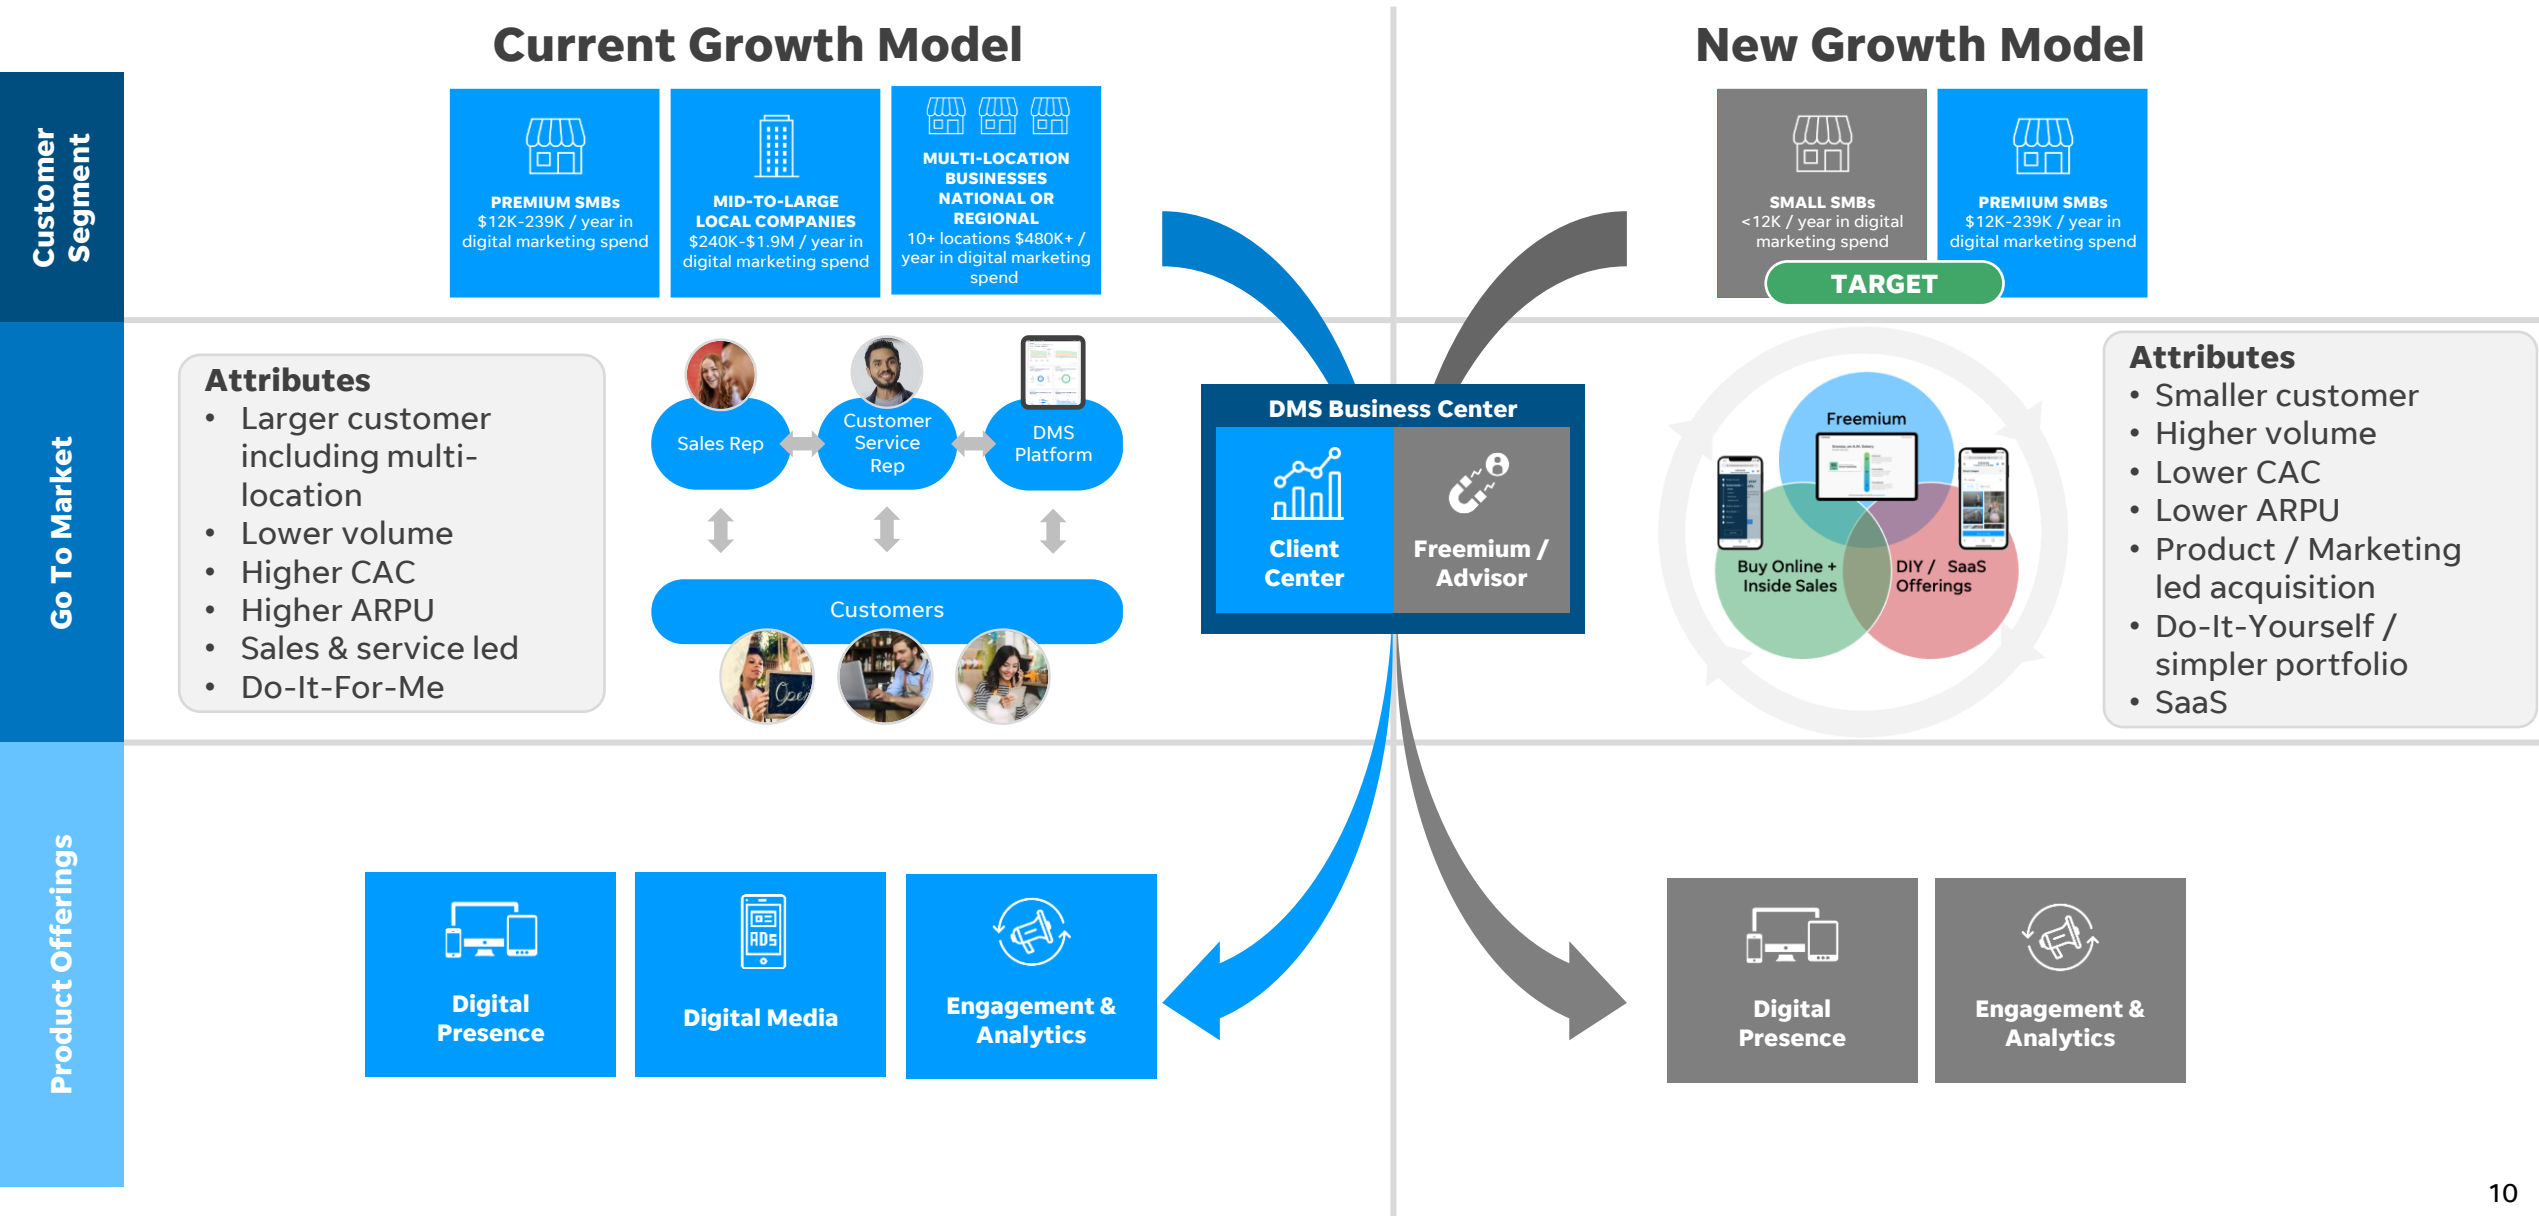 Current Growth Model
New Growth Model
Customer
Segment
PREMIUM SMBs
$12K-239K / year in
digital marketing spend
MID-TO-LARGE
LOCAL COMPANIES
$240K-$1.9M / year in
digital marketing spend
MULTI-LOCATION
BUSINESSES
NATIONAL OR
REGIONAL
10+ locations $480K+ /
year in digital marketing
spend
SMALL SMBs
<12K / year in digital
marketing spend
PREMIUM SMBs
$12K-239K / year in
digital marketing spend
TARGET
Go To Market
Attributes
• Larger customer
including multi-
location
• Lower volume
• Higher CAC
• Higher ARPU
• Sales & service led
• Do-It-For-Me
Sales Rep
Customer
Service
Rep
DMS
Platform
Customers
Open
DMS Business Center
Client
Center
Freemium /
Advisor
Freemium
Buy Online +
Inside Sales
DIY / SaaS
Offerings
Attributes
• Smaller customer
• Higher volume
• Lower CAC
• Lower ARPU
• Product / Marketing
led acquisition
• Do-It-Yourself /
simpler portfolio
• SaaS
Product Offerings
Digital
Presence
ADs
Digital Media
Engagement &
Analytics
Digital
Presence
Engagement &
Analytics
10